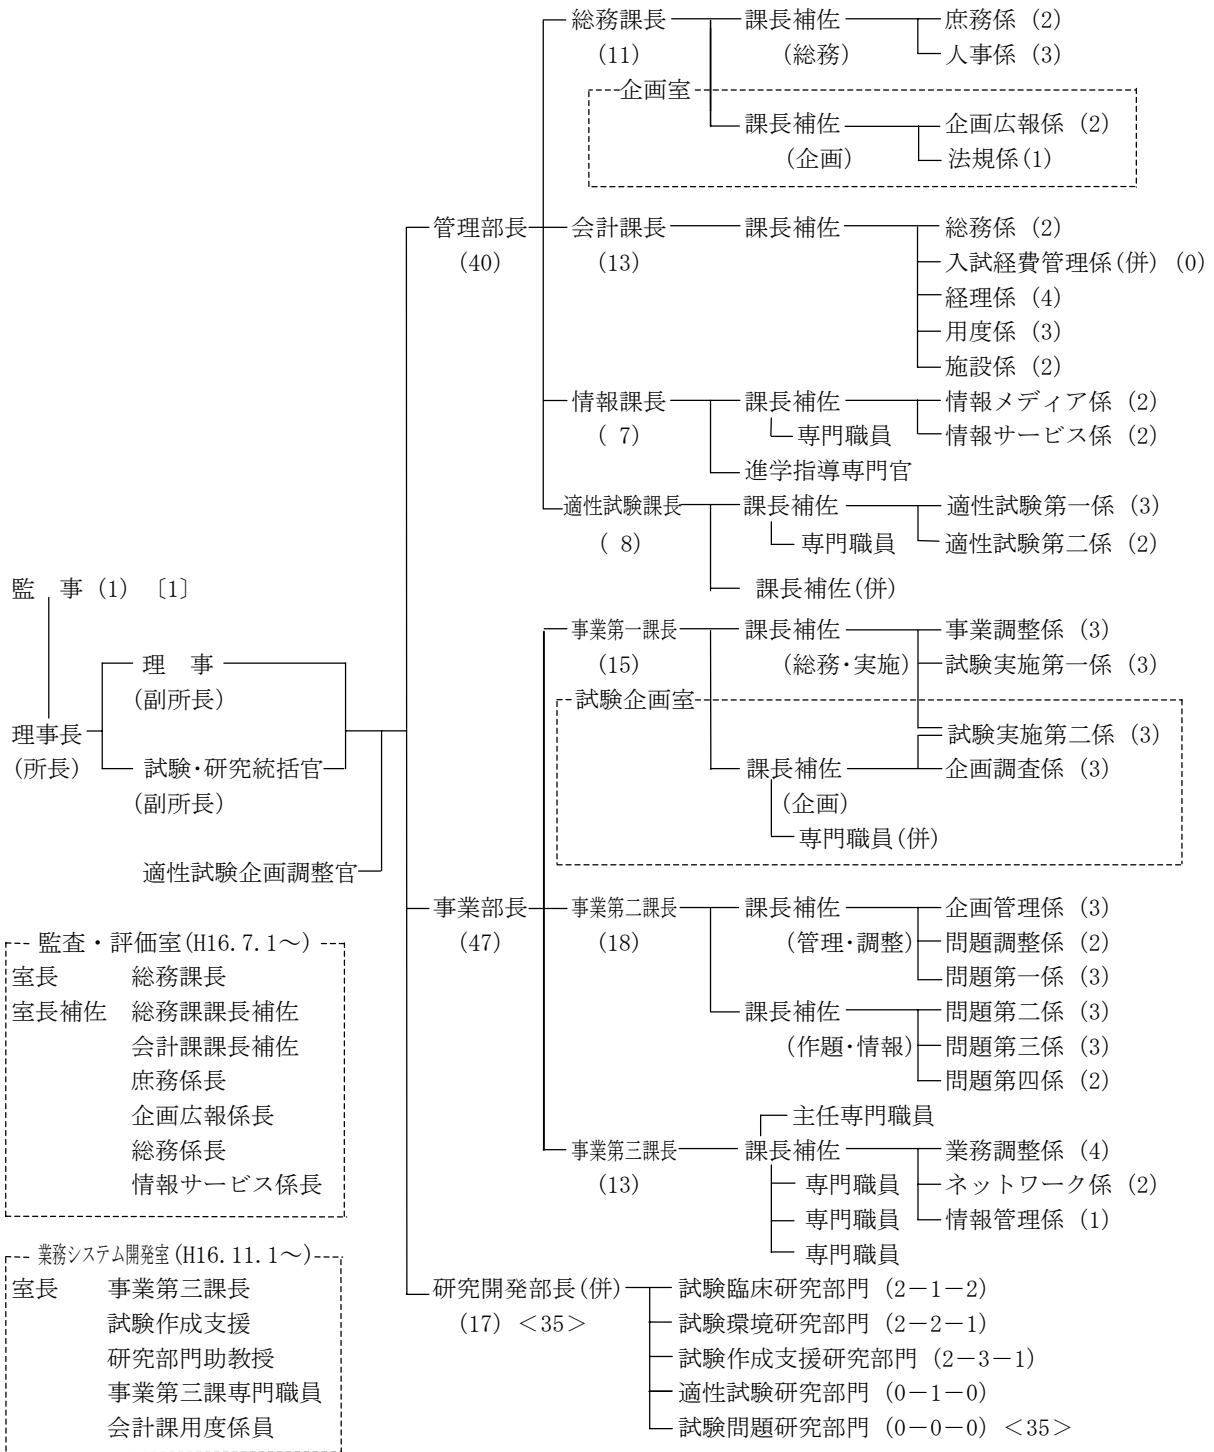 総務課長 課長補佐 庶務係 (2)
(11) (総務) 人事係 (3)
企画室
課長補佐 企画広報係 (2)
(企画) 法規係(1)
管理部長 会計課長 課長補佐 総務係 (2)
(40) (13) 入試経費管理係(併) (0)
経理係 (4)
用度係 (3)
施設係 (2)
情報課長 課長補佐 情報メディア係 (2)
( 7) 専門職員 情報サービス係 (2)
進学指導専門官
適性試験課長 課長補佐 適性試験第一係 (3)
( 8) 専門職員 適性試験第二係 (2)
監 事 (1) 〔1〕
課長補佐(併)
事業第一課長 課長補佐 事業調整係 (3)
(15) (総務・実施) 試験実施第一係 (3)
理 事
(副所長)
試験企画室
理事長 試験実施第二係 (3)
(所長) 試験・研究統括官 課長補佐 企画調査係 (3)
(副所長) (企画)
専門職員(併)
適性試験企画調整官
事業部長 事業第二課長 課長補佐 企画管理係 (3)
(47) (18) (管理・調整) 問題調整係 (2)
問題第一係 (3)
課長補佐 問題第二係 (3)
(作題・情報) 問題第三係 (3)
問題第四係 (2)
主任専門職員
事業第三課長 課長補佐 業務調整係 (4)
(13) 専門職員 ネットワーク係 (2)
専門職員 情報管理係 (1)
専門職員
監査・評価室(H16.7.1～)
室長 総務課長
室長補佐 総務課課長補佐
会計課課長補佐
庶務係長
企画広報係長
総務係長
情報サービス係長
業務システム開発室(H16.11.1～)
室長 事業第三課長
試験作成支援
研究部門助教授
事業第三課専門職員
会計課用度係員
研究開発部長(併) 試験臨床研究部門 (2－1－2)
(17) ＜35＞ 試験環境研究部門 (2－2－1)
試験作成支援研究部門 (2－3－1)
適性試験研究部門 (0－1－0)
試験問題研究部門 (0－0－0) ＜35＞